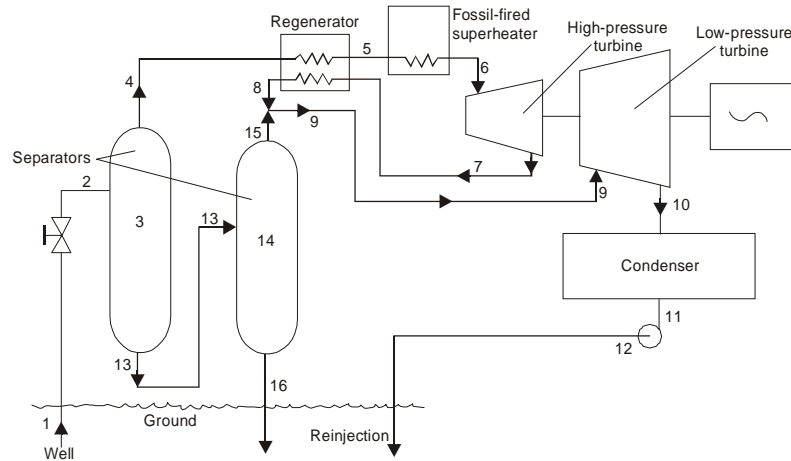 Regenerator
Fossil-fired
superheater
High-pressure
turbine
Low-pressure
turbine
4
5
6
8
9
15
Separators
2
3
13
14
7
9
10
Condenser
11
12
13
16
Ground
1
Well
Reinjection